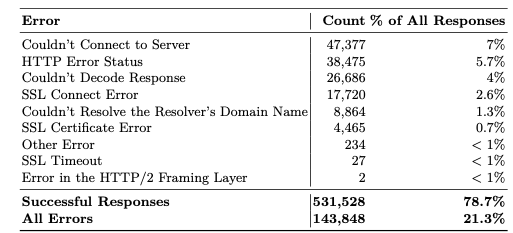 Error Count % of All Responses
Couldn't Connect to Server 47,377 7%
HTTP Error Status 38,475 5.7%
Couldn't Decode Response 26,686 4%
SSL Connect Error 17,720 2.6%
Couldn't Resolve the Resolver's Domain Name 8,864 1.3%
SSL Certificate Error 4,465 0.7%
Other Error 234 < 1%
SSL Timeout 27 < 1%
Error in the HTTP/2 Framing Layer 2 < 1%
Successful Responses 531,528 78.7%
All Errors 143,848 21.3%